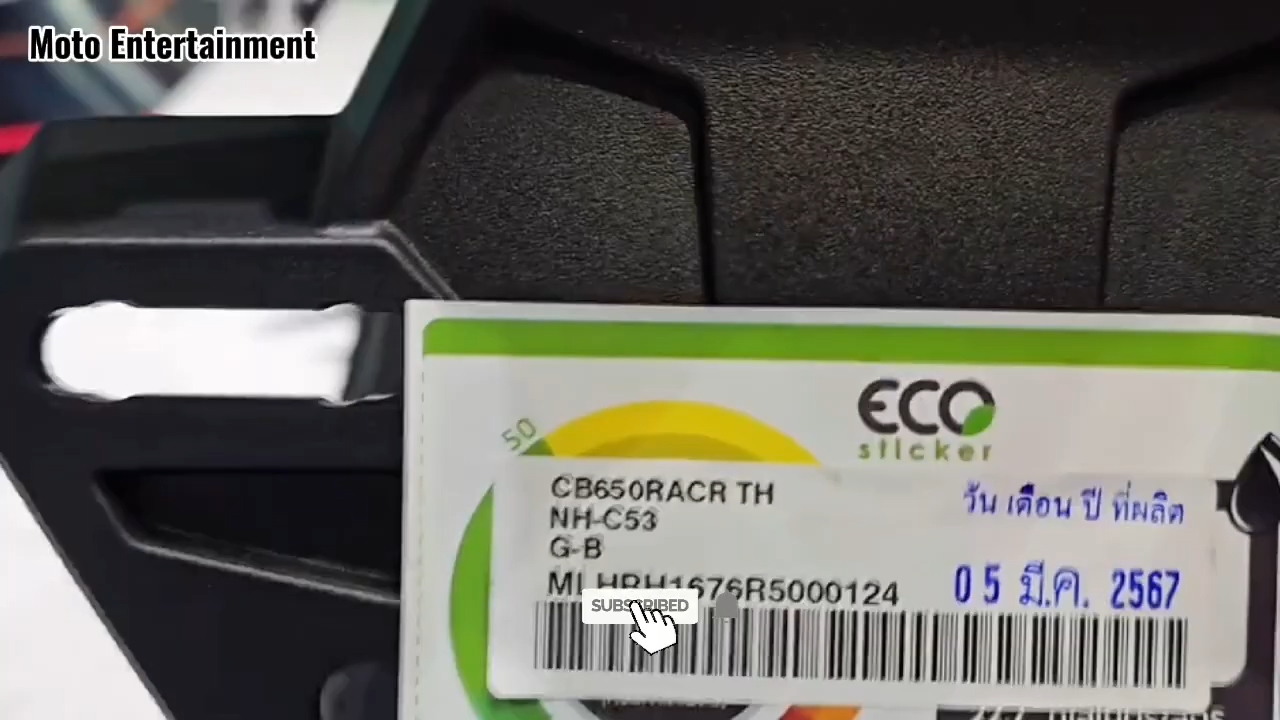 Moto Entertainment
50
ECO
sticker
CB650RACR TH
วัน เดือน ปี ที่ผลิต
NH-C53
G-B
MLHRH1676R5000124
05 มี.ค. 2567
SUBSCRIBED